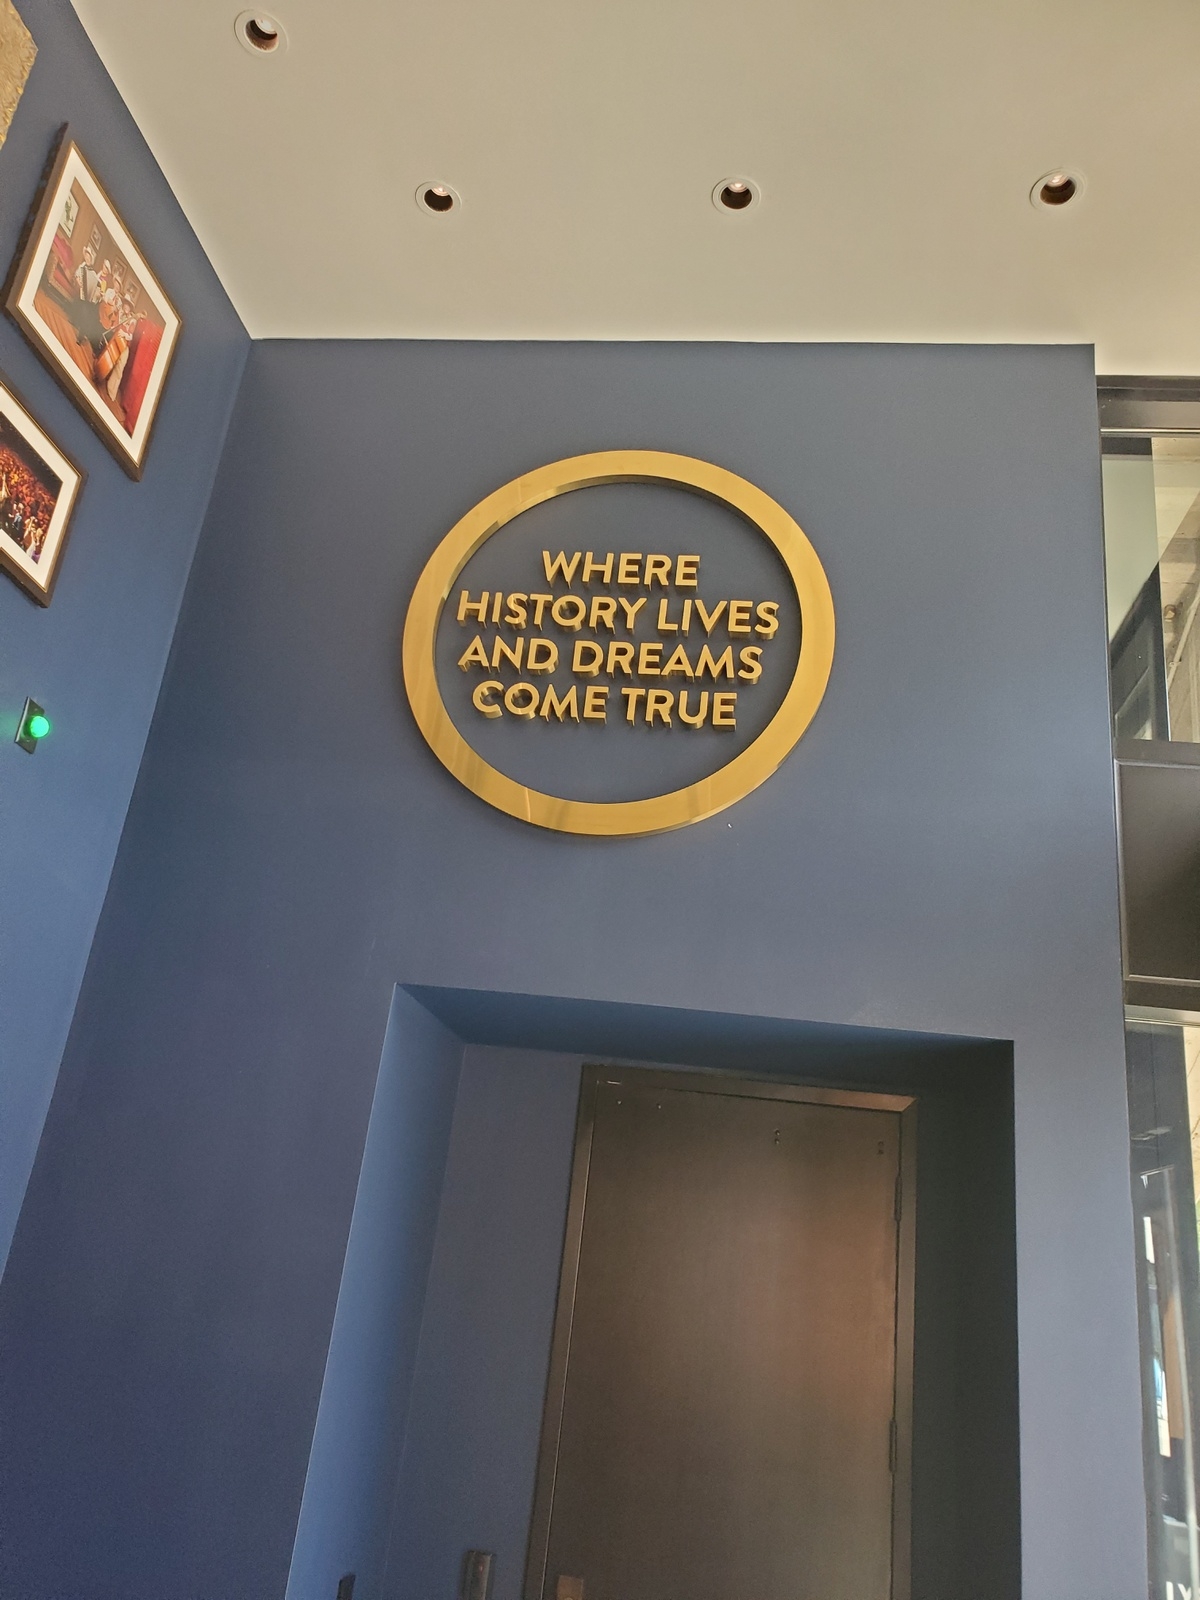 WHERE
HISTORY LIVES
AND DREAMS
COME TRUE